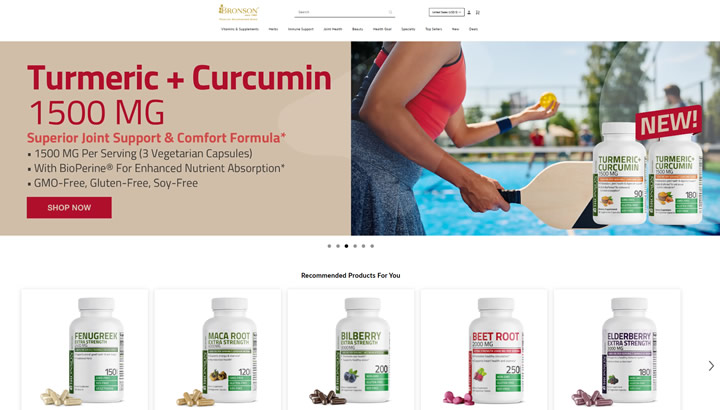 BRONSON
Search
United States (USD $)
Vitamins & Supplements Herbs Immune Support Joint Health Beauty Health Goal Specialty Top Sellers New Deals
Turmeric + Curcumin
1500 MG
Superior Joint Support & Comfort Formula*
• 1500 MG Per Serving (3 Vegetarian Capsules)
• With BioPerine® For Enhanced Nutrient Absorption*
• GMO-Free, Gluten-Free, Soy-Free
SHOP NOW
NEW!
TURMERIC+
CURCUMIN
1500 MG
90
TURMERIC+
CURCUMIN
1500 MG
180
Recommended Products For You
FENUGREEK
EXTRA STRENGTH
150
MACA ROOT
EXTRA STRENGTH
120
BILBERRY
EXTRA STRENGTH
200
BEET ROOT
2000 MG
250
ELDERBERRY
EXTRA STRENGTH
180